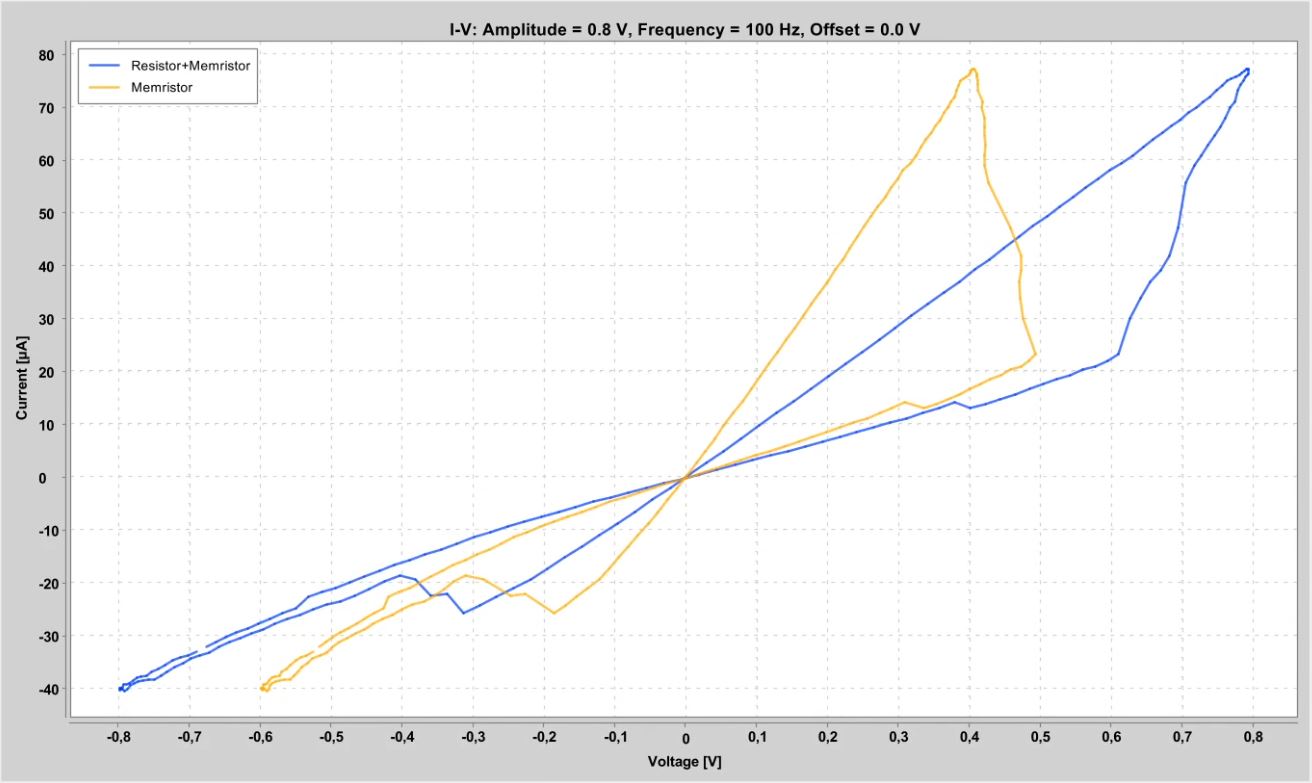 I-V: Amplitude = 0.8 V, Frequency = 100 Hz, Offset = 0.0 V
Resistor+Memristor
Memristor
Current [µA]
80
70
60
50
40
30
20
10
0
-10
-20
-30
-40
-0,8 -0,7 -0,6 -0,5 -0,4 -0,3 -0,2 -0,1 0 0,1 0,2 0,3 0,4 0,5 0,6 0,7 0,8
Voltage [V]